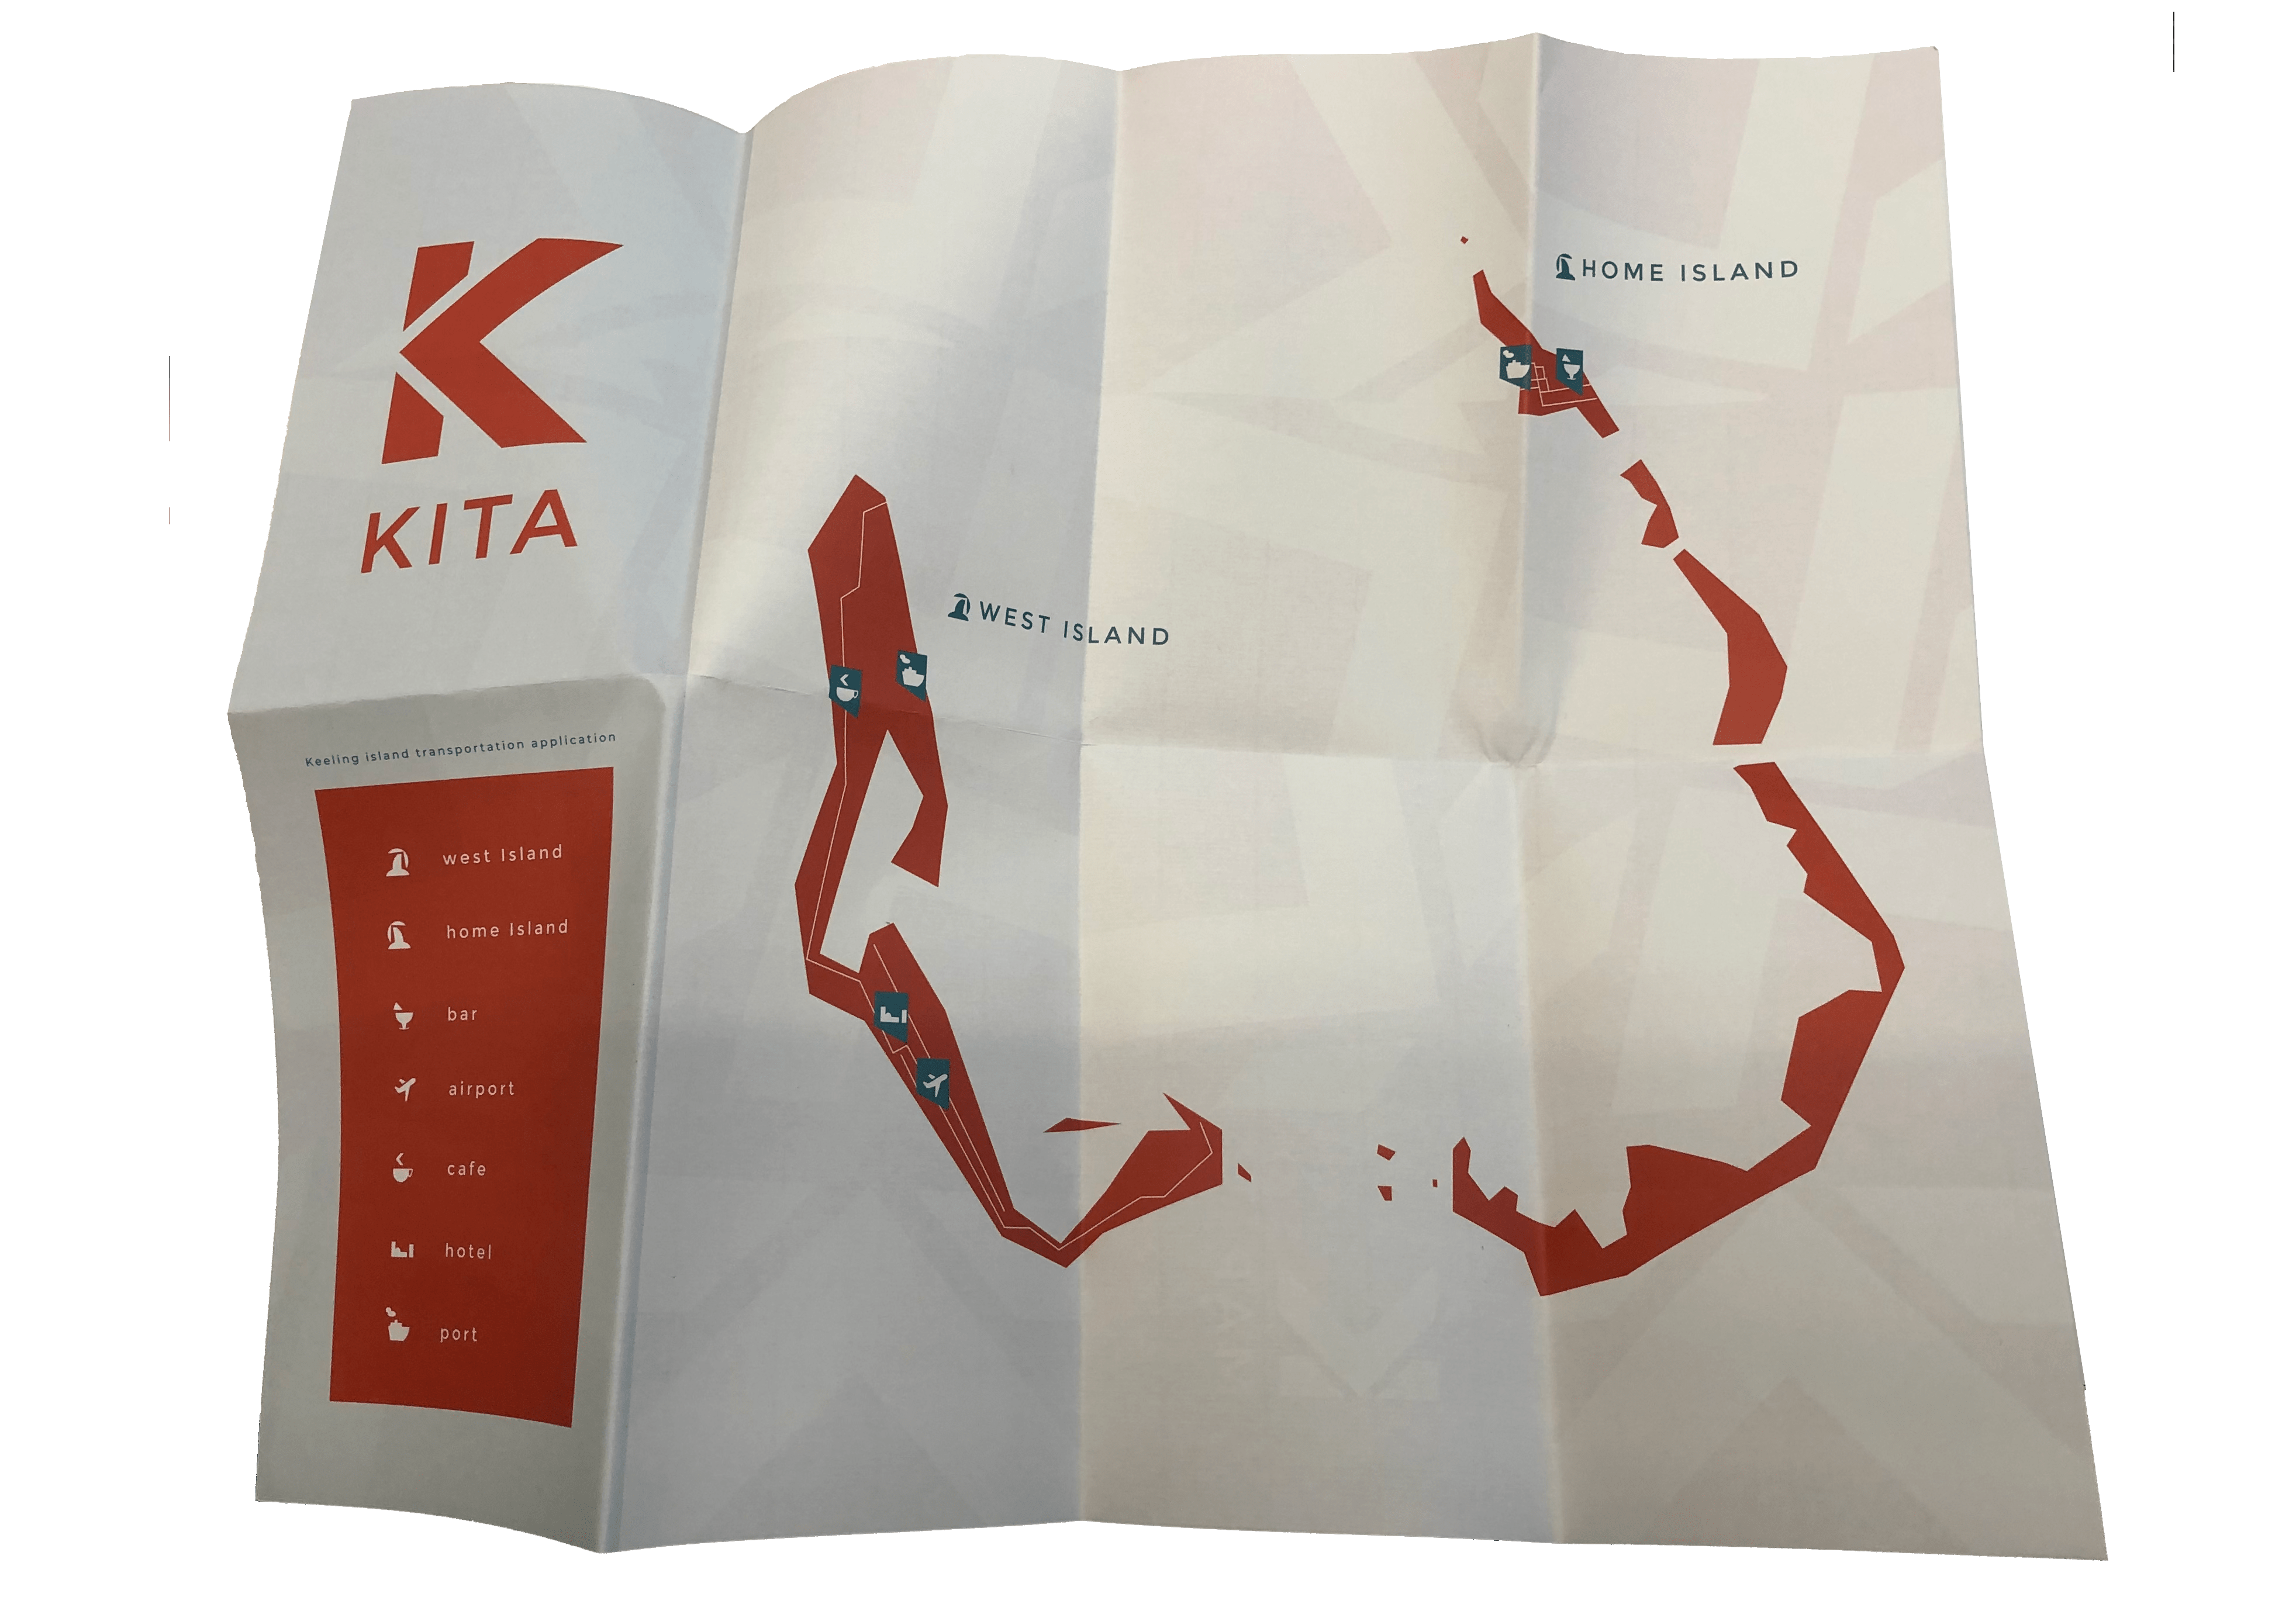 K
KITA
Keeling island transportation application
west Island
home Island
bar
airport
cafe
hotel
port
WEST ISLAND
HOME ISLAND